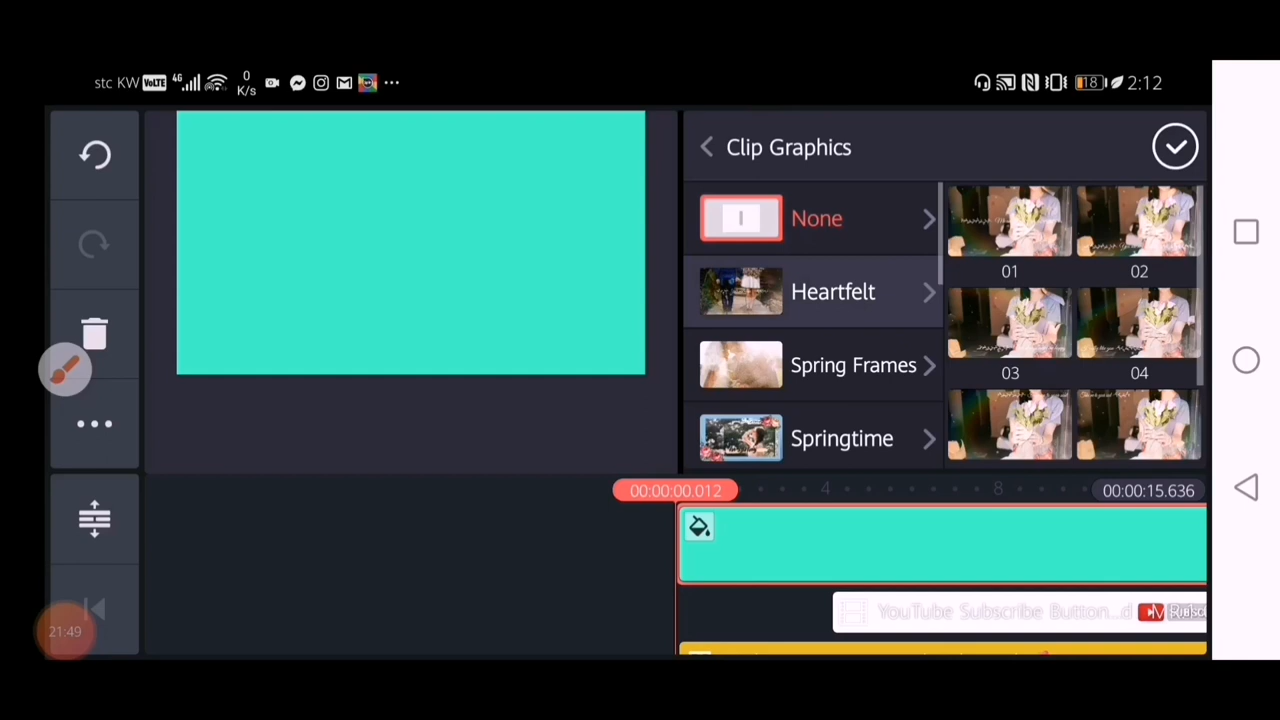 stc KW VoLTE 4G 0 K/s 18 2:12
Clip Graphics
None
Heartfelt
Spring Frames
Springtime
01 02
03 04
00:00:00.012 4 8 00:00:15.636
YouTube Subscribe Button...d
21:49